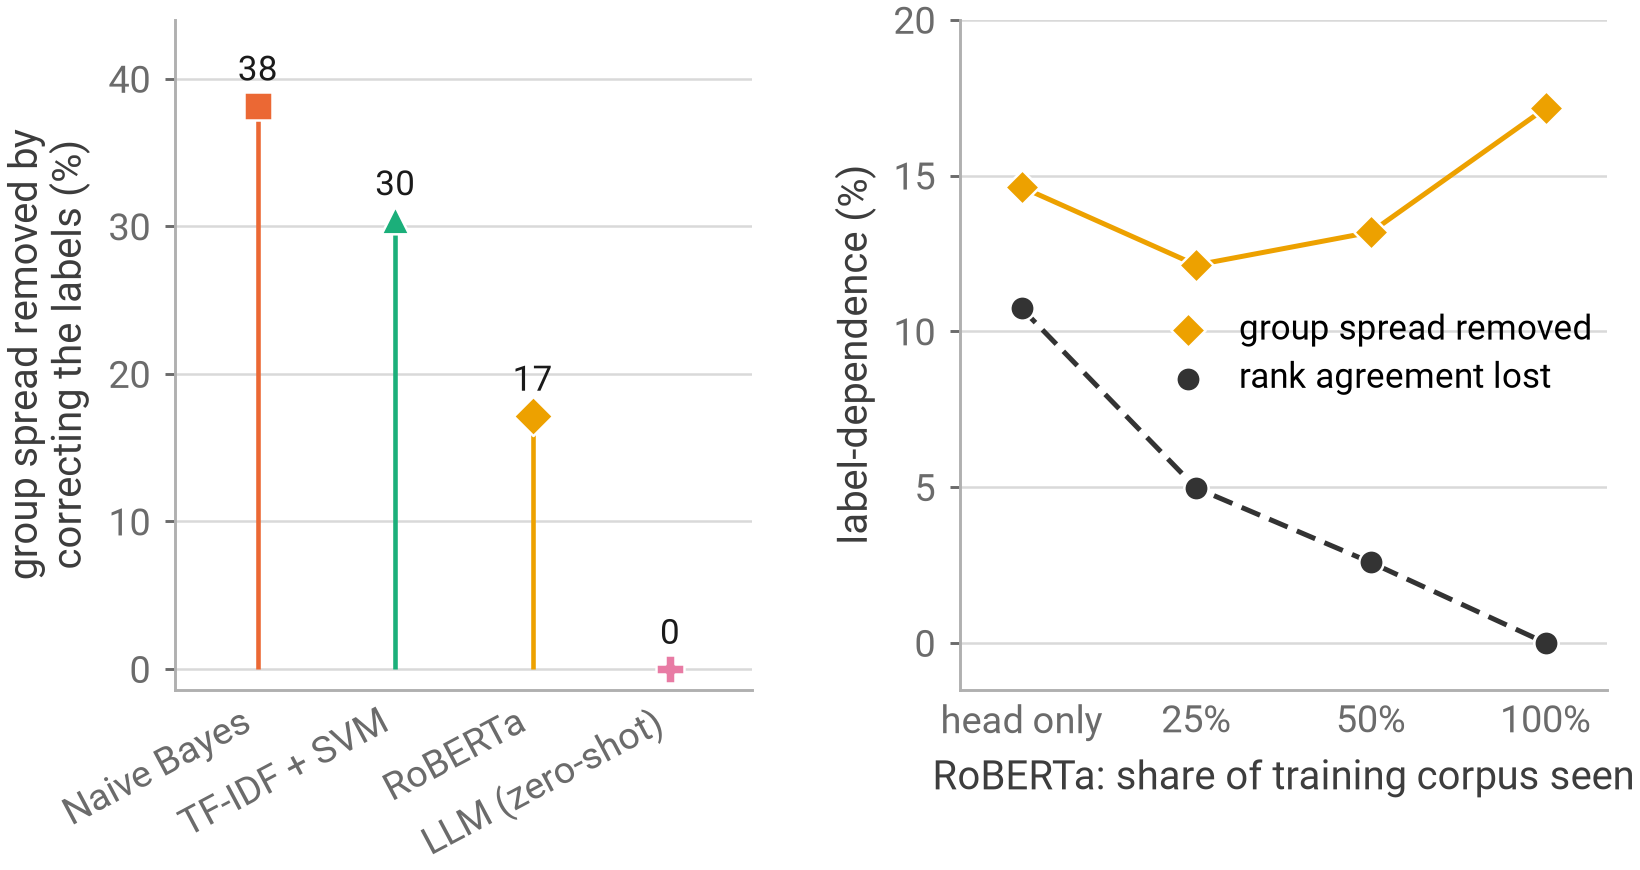 group spread removed by
correcting the labels (%)
40
30
20
10
0
38
30
17
0
Naive Bayes
TF-IDF + SVM
RoBERTa
LLM (zero-shot)
label-dependence (%)
20
15
10
5
0
group spread removed
rank agreement lost
head only
25%
50%
100%
RoBERTa: share of training corpus seen